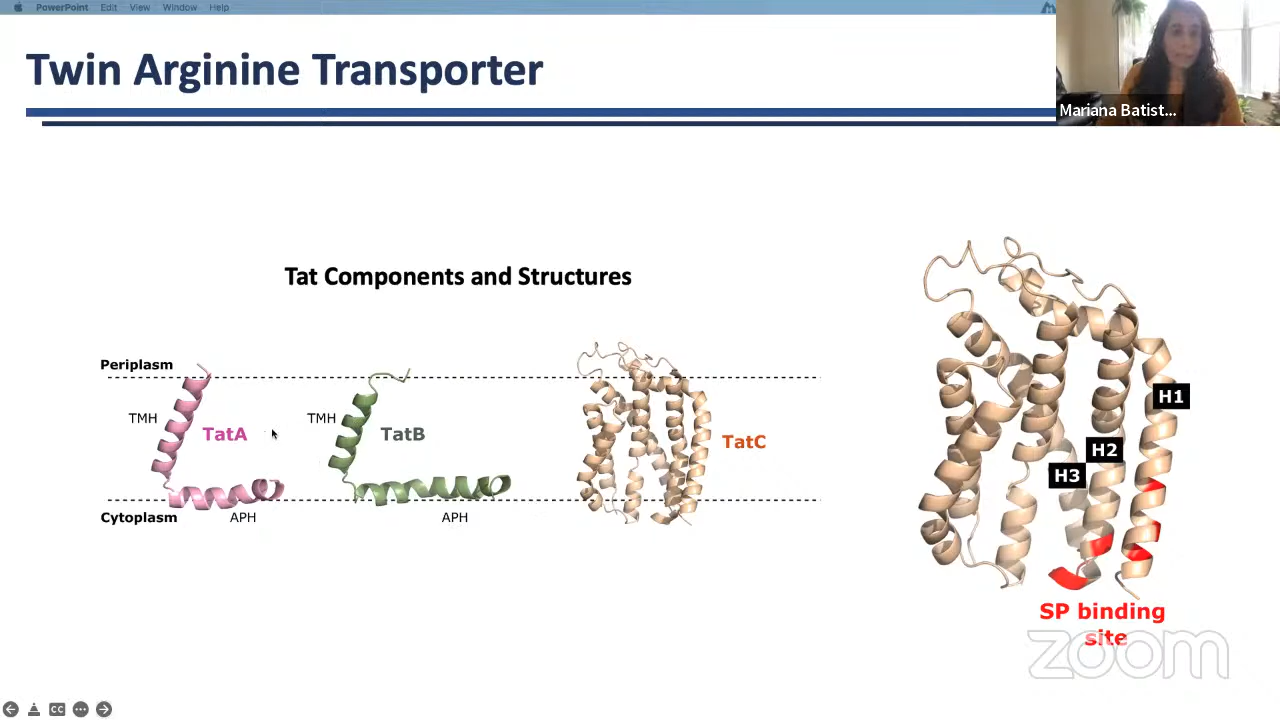 PowerPoint Edit View Window Help
Twin Arginine Transporter
Mariana Batist...
Tat Components and Structures
Periplasm
TMH
TatA
TMH
TatB
TatC
Cytoplasm
APH
APH
H1
H2
H3
SP binding
site
zoom
CC